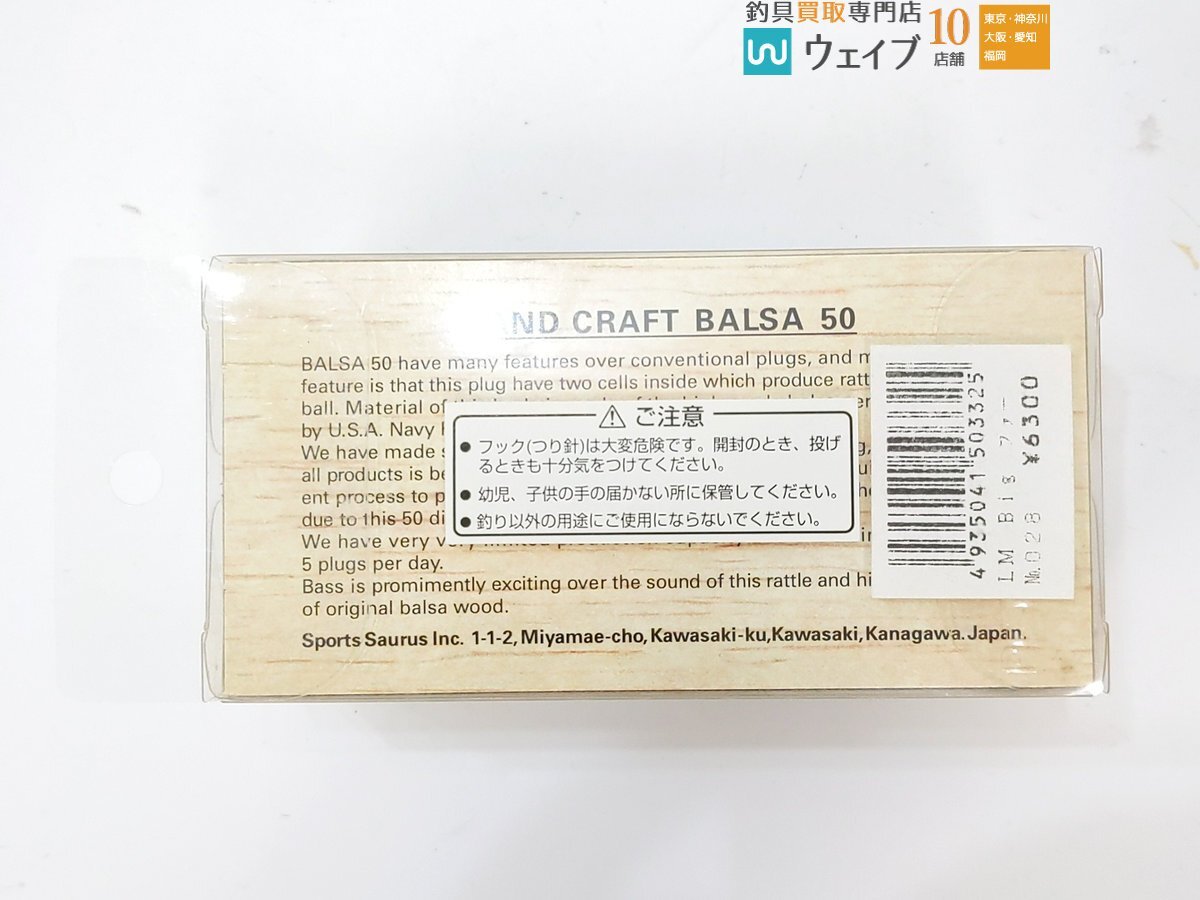 釣具買取専門店
ウェイブ
10
店舗
東京・神奈川
大阪・愛知
福岡
ND CRAFT BALSA 50
BALSA 50 have many features over conventional plugs, and
feature is that this plug have two cells inside which produce
ball. Material of
by U.S.A. Navy
We have made
all products is
ent process to
due to this 50
We have very
5 plugs per day.
Bass is promimently exciting over the sound of this rattle and
of original balsa wood.
Sports Saurus Inc. 1-1-2, Miyamae-cho, Kawasaki-ku, Kawasaki, Kanagawa. Japan.
⚠ ご注意
● フック(つり針)は大変危険です。開封のとき、投げ
るときも十分気をつけてください。
● 幼児、子供の手の届かない所に保管してください。
● 釣り以外の用途にご使用にならないでください。
4935041503325
LM Big ファー
No.028 ¥6300